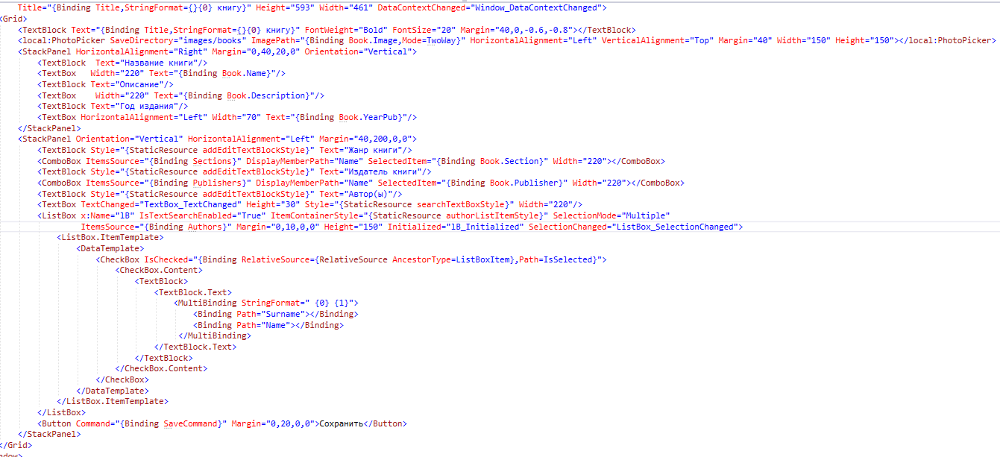 Title="{Binding Title,StringFormat={}{0} книгу}" Height="593" Width="461" DataContextChanged="Window_DataContextChanged">
<Grid>
<TextBlock Text="{Binding Title,StringFormat={}{0} книгу}" FontWeight="Bold" FontSize="20" Margin="40,0,-0.6,-0.8"></TextBlock>
<local:PhotoPicker SaveDirectory="images/books" ImagePath="{Binding Book.Image,Mode=TwoWay}" HorizontalAlignment="Left" VerticalAlignment="Top" Margin="40" Width="150" Height="150"></local:PhotoPicker>
<StackPanel HorizontalAlignment="Right" Margin="0,40,20,0" Orientation="Vertical">
<TextBlock  Text="Название книги"/>
<TextBox   Width="220" Text="{Binding Book.Name}"/>
<TextBlock Text="Описание"/>
<TextBox    Width="220" Text="{Binding Book.Description}"/>
<TextBlock Text="Год издания"/>
<TextBox HorizontalAlignment="Left" Width="70" Text="{Binding Book.YearPub}"/>
</StackPanel>
<StackPanel Orientation="Vertical" HorizontalAlignment="Left" Margin="40,200,0,0">
<TextBlock Style="{StaticResource addEditTextBlockStyle}" Text="Жанр книги"/>
<ComboBox ItemsSource="{Binding Sections}" DisplayMemberPath="Name" SelectedItem="{Binding Book.Section}" Width="220"></ComboBox>
<TextBlock Style="{StaticResource addEditTextBlockStyle}" Text="Издатель книги"/>
<ComboBox ItemsSource="{Binding Publishers}" DisplayMemberPath="Name" SelectedItem="{Binding Book.Publisher}" Width="220"></ComboBox>
<TextBlock Style="{StaticResource addEditTextBlockStyle}" Text="Автор(ы)"/>
<TextBox TextChanged="TextBox_TextChanged" Height="30" Style="{StaticResource searchTextBoxStyle}" Width="220"/>
<ListBox x:Name="lB" IsTextSearchEnabled="True" ItemContainerStyle="{StaticResource authorListItemStyle}" SelectionMode="Multiple"
ItemsSource="{Binding Authors}" Margin="0,10,0,0" Height="150" Initialized="lB_Initialized" SelectionChanged="ListBox_SelectionChanged">
<ListBox.ItemTemplate>
<DataTemplate>
<CheckBox IsChecked="{Binding RelativeSource={RelativeSource AncestorType=ListBoxItem},Path=IsSelected}">
<CheckBox.Content>
<TextBlock>
<TextBlock.Text>
<MultiBinding StringFormat=" {0} {1}">
<Binding Path="Surname"></Binding>
<Binding Path="Name"></Binding>
</MultiBinding>
</TextBlock.Text>
</TextBlock>
</CheckBox.Content>
</CheckBox>
</DataTemplate>
</ListBox.ItemTemplate>
</ListBox>
<Button Command="{Binding SaveCommand}" Margin="0,20,0,0">Сохранить</Button>
</StackPanel>
</Grid>